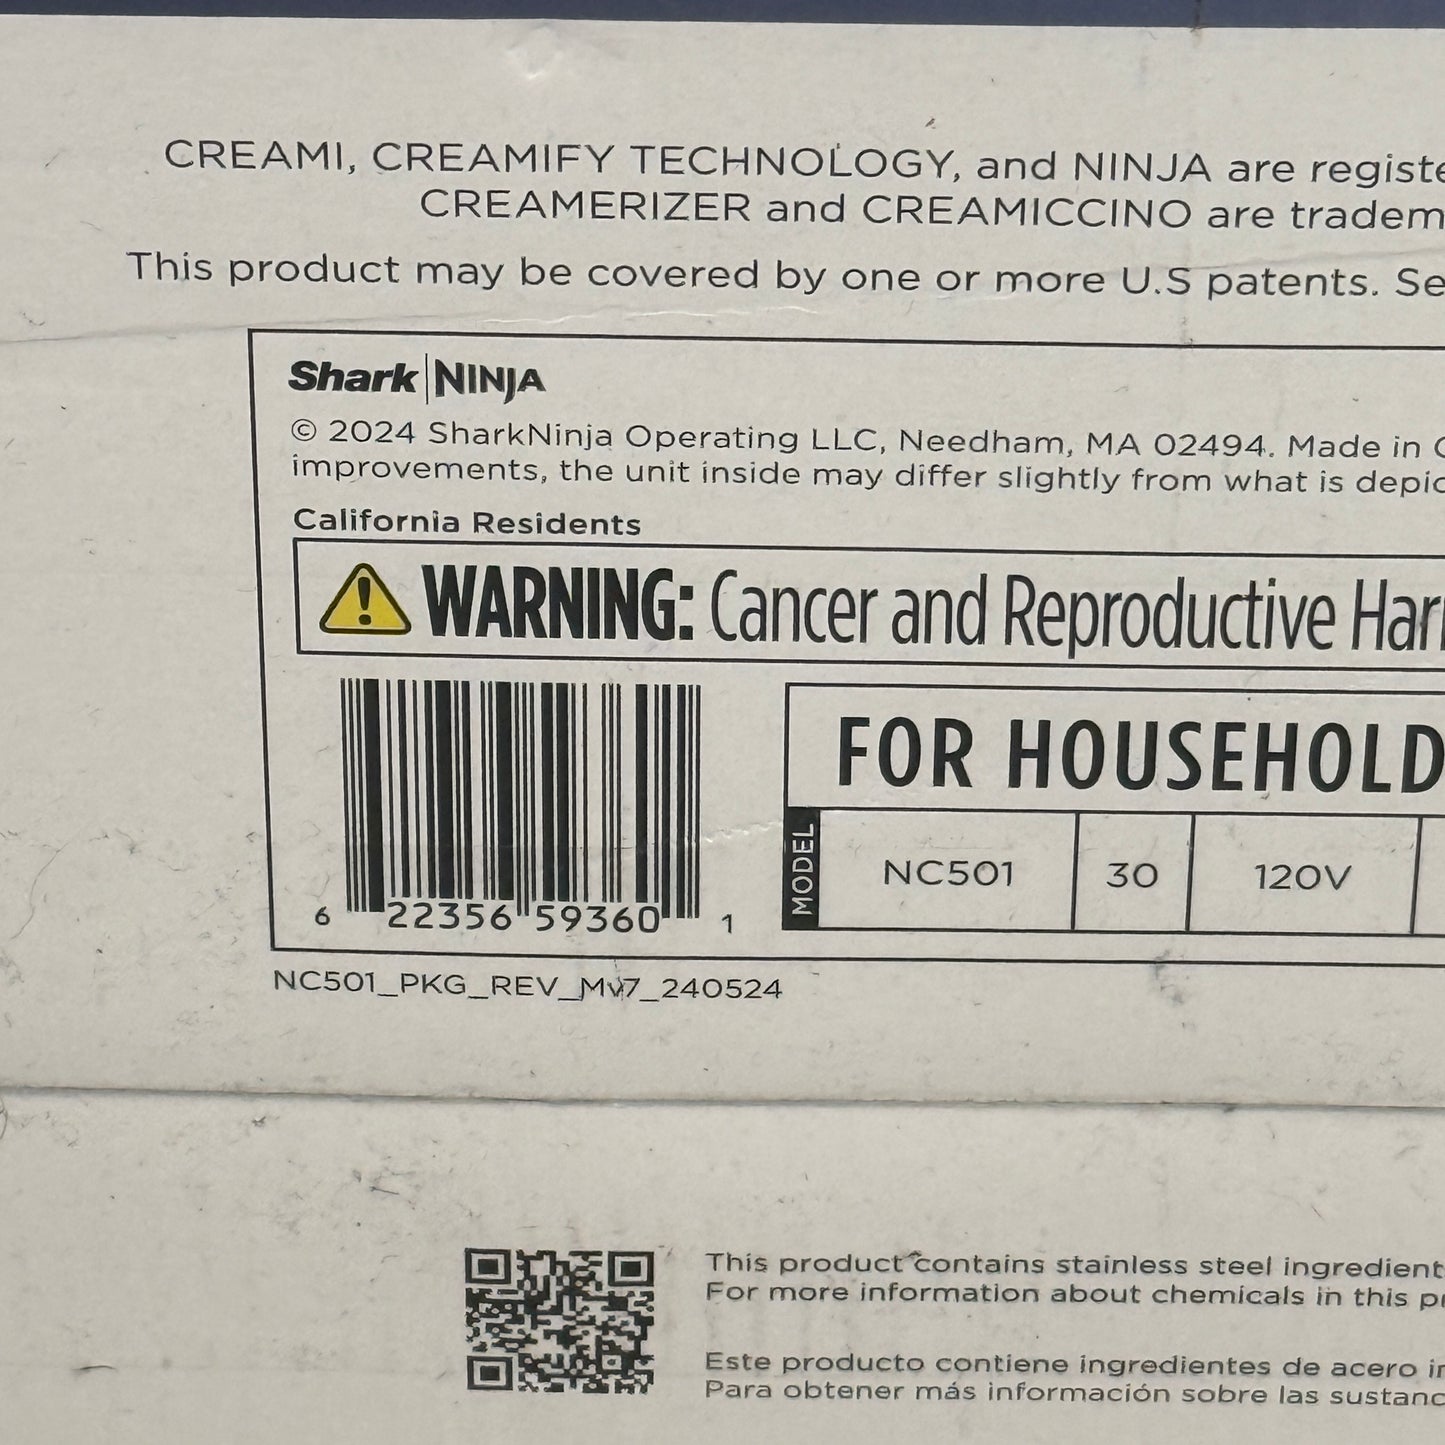 CREAMI, CREAMIFY TECHNOLOGY, and NINJA are registe
CREAMERIZER and CREAMICCINO are tradem
This product may be covered by one or more U.S patents. Se
Shark NINJA
© 2024 SharkNinja Operating LLC, Needham, MA 02494. Made in
improvements, the unit inside may differ slightly from what is depic
California Residents
WARNING: Cancer and Reproductive Har
FOR HOUSEHOLD
MODEL NC501 30 120V
6 22356 59360 1
NC501_PKG_REV_Mv7_240524
This product contains stainless steel ingredient
For more information about chemicals in this p
Este producto contiene ingredientes de acero i
Para obtener más información sobre las sustanc